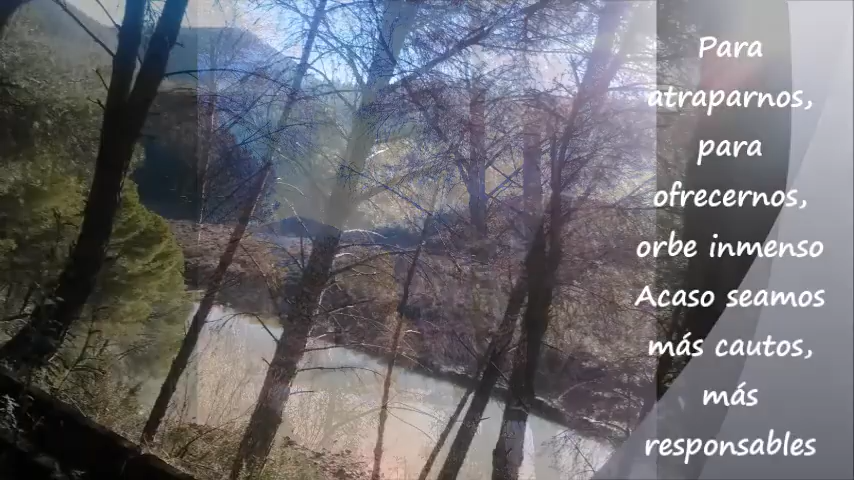 Para
atraparnos,
para
ofrecernos,
orbe inmenso
Acaso seamos
más cautos,
más
responsables